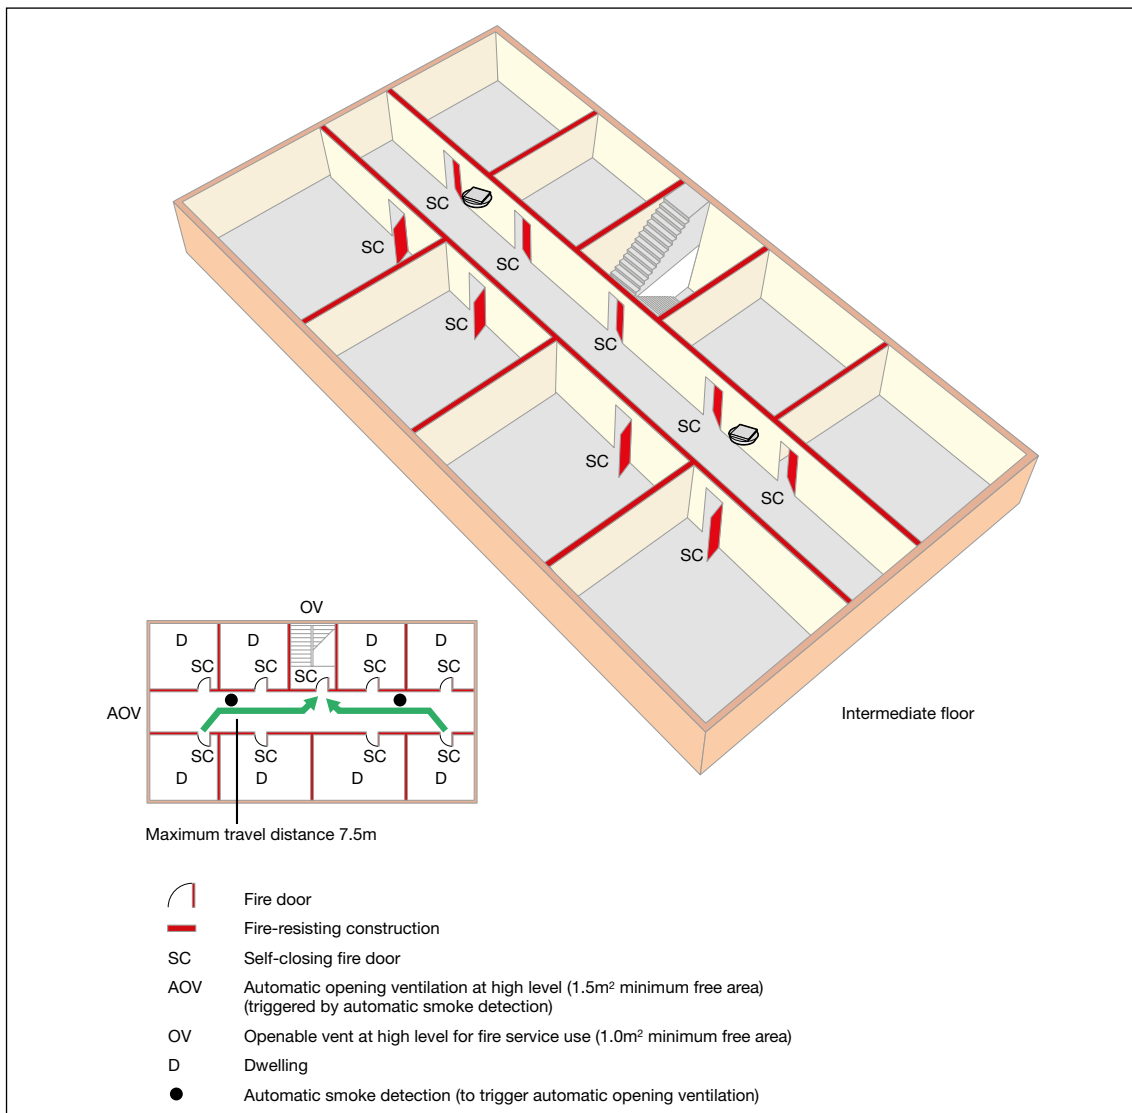 SC
SC
SC
SC
SC
SC
SC
SC
SC
Intermediate floor
OV
D
D
D
D
SC
SC
SC
SC
SC
AOV
SC
SC
SC
SC
D
D
D
D
Maximum travel distance 7.5m
Fire door
Fire-resisting construction
SC Self-closing fire door
AOV Automatic opening ventilation at high level (1.5m² minimum free area)
(triggered by automatic smoke detection)
OV Openable vent at high level for fire service use (1.0m² minimum free area)
D Dwelling
Automatic smoke detection (to trigger automatic opening ventilation)